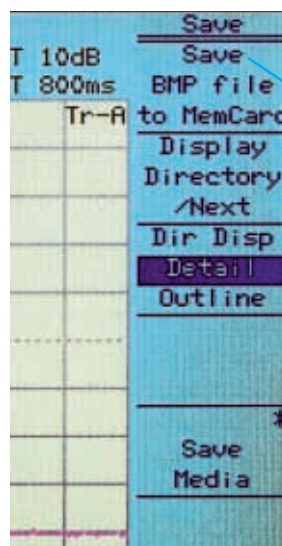 Save
T 10dB
T 800ms
Tr-A
Save
BMP file
to MemCard
Display
Directory
/Next
Dir Disp
Detail
Outline
*
Save
Media